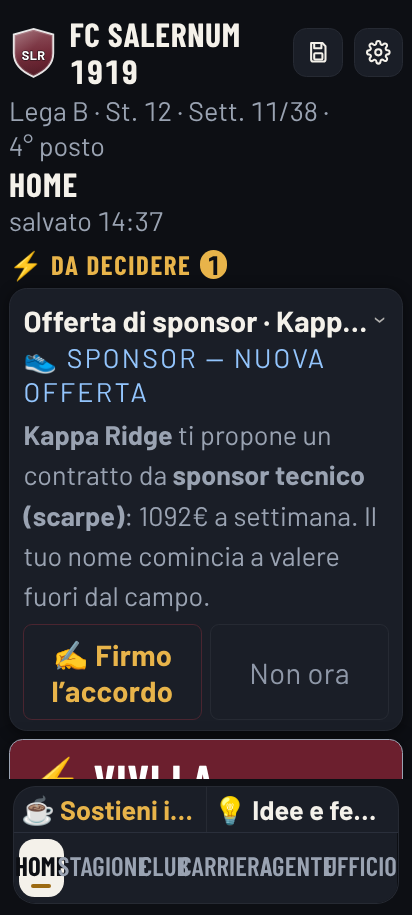 SLR
FC SALERNUM
1919
Lega B · St. 12 · Sett. 11/38 ·
4° posto
HOME
salvato 14:37
⚡ DA DECIDERE 1
Offerta di sponsor · Kapp...
👟 SPONSOR — NUOVA
OFFERTA
Kappa Ridge ti propone un
contratto da sponsor tecnico
(scarpe): 1092€ a settimana. Il
tuo nome comincia a valere
fuori dal campo.
✍️ Firmo
l’accordo
Non ora
⚡ VIVI LA
☕ Sostieni i...
💡 Idee e fe...
HOME
STAGIONE
CLUB
CARRIERA
AGENTE
UFFICIO